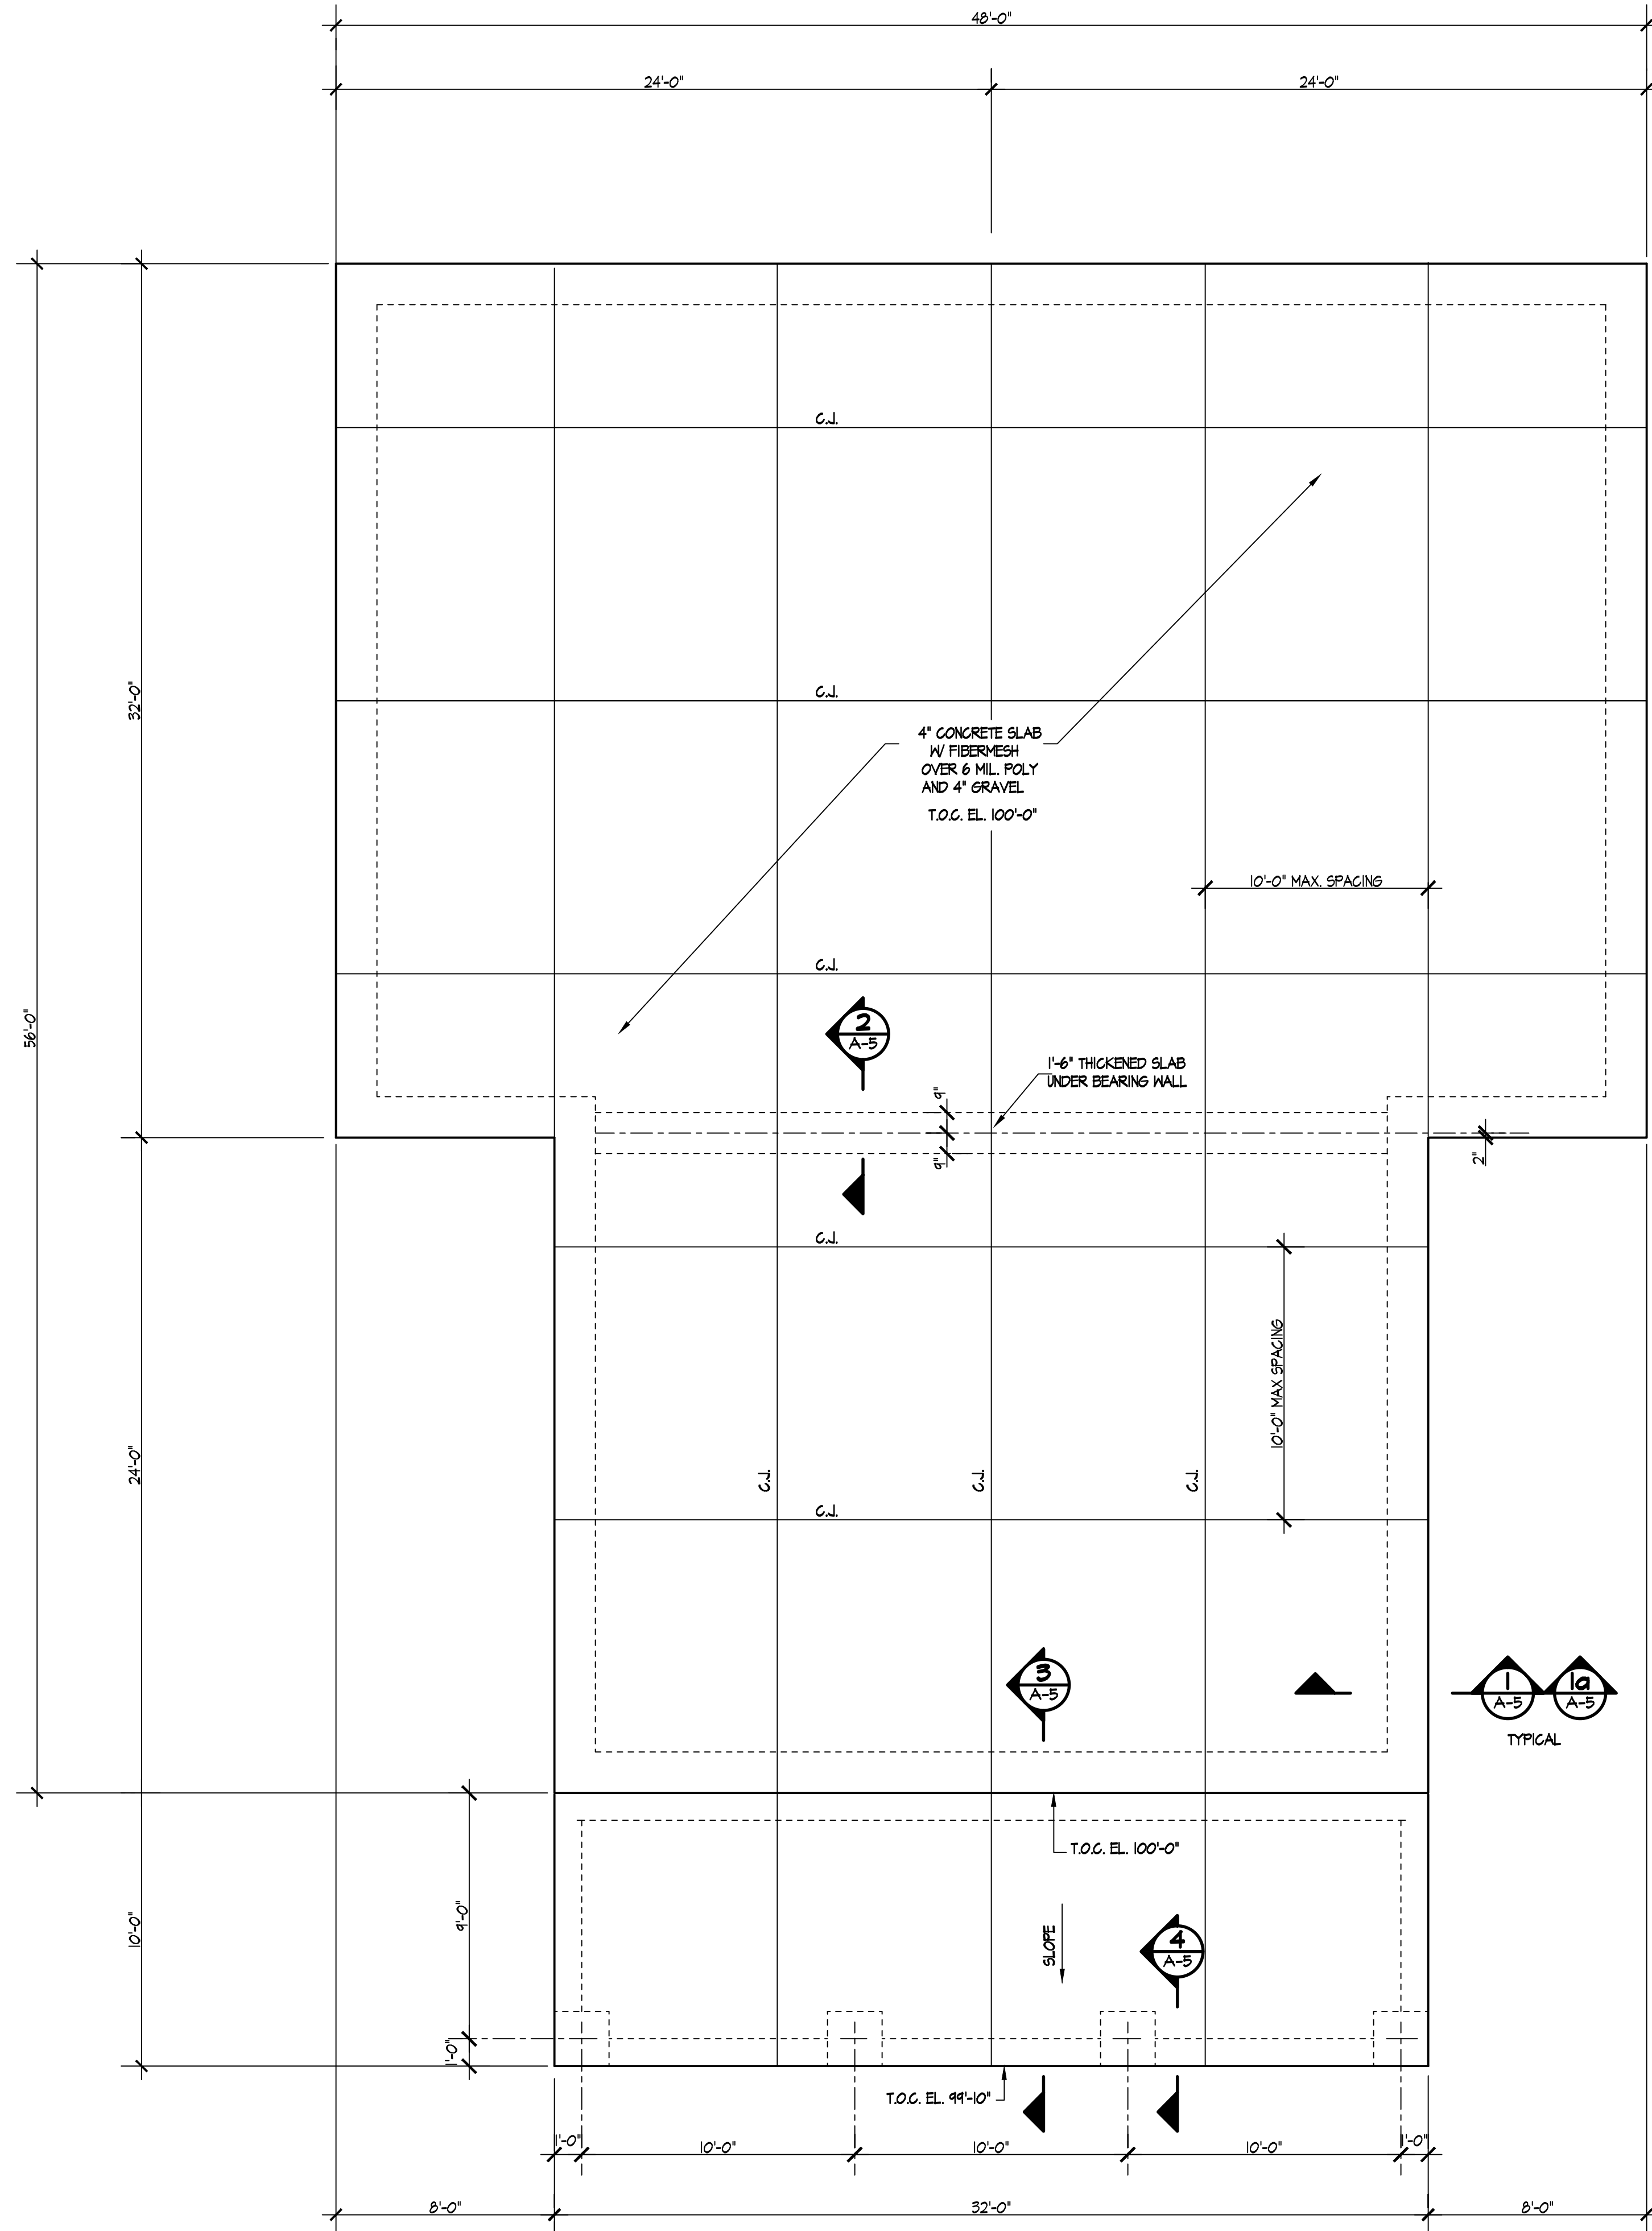 48'-0"
24'-0"
24'-0"
C.J.
32'-0"
C.J.
4" CONCRETE SLAB
W/ FIBERMESH
OVER 6 MIL. POLY
AND 4" GRAVEL
T.O.C. EL. 100'-0"
10'-0" MAX. SPACING
C.J.
56'-0"
2
A-5
1'-6" THICKENED SLAB
UNDER BEARING WALL
9"
9"
2"
C.J.
10'-0" MAX SPACING
24'-0"
C.J.
C.J.
C.J.
C.J.
3
A-5
1
A-5
1a
A-5
TYPICAL
T.O.C. EL. 100'-0"
9'-0"
10'-0"
SLOPE
4
A-5
1'-0"
T.O.C. EL. 99'-10"
1'-0"
10'-0"
10'-0"
10'-0"
1'-0"
8'-0"
32'-0"
8'-0"